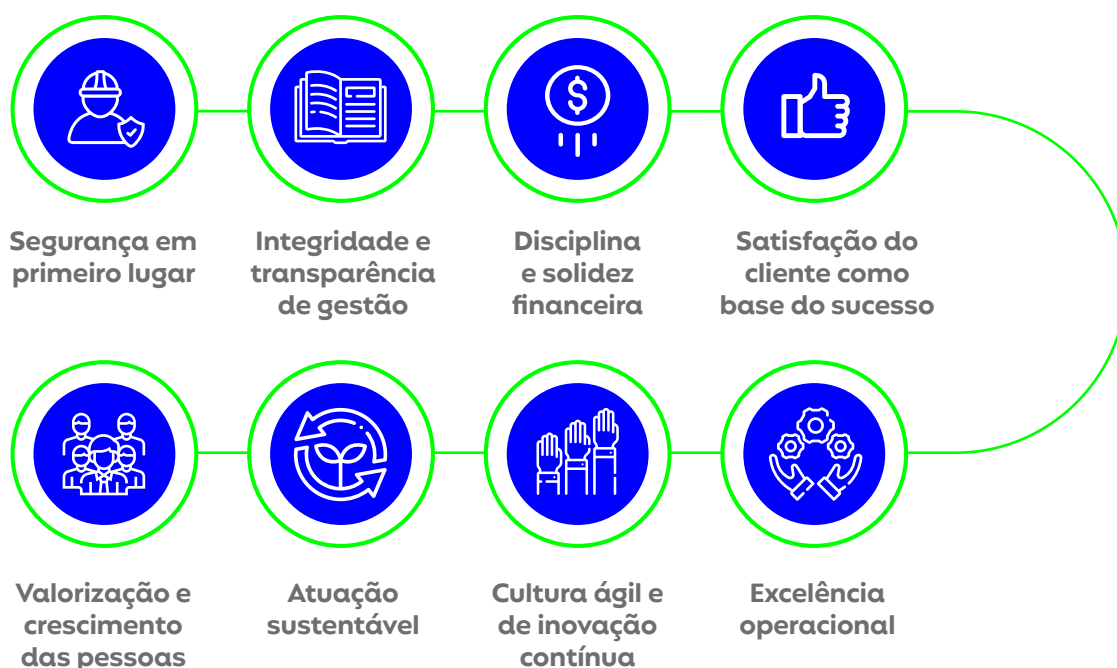 Segurança em
primeiro lugar
Integridade e
transparência
de gestão
Disciplina
e solidez
financeira
Satisfação do
cliente como
base do sucesso
Valorização e
crescimento
das pessoas
Atuação
sustentável
Cultura ágil e
de inovação
contínua
Excelência
operacional